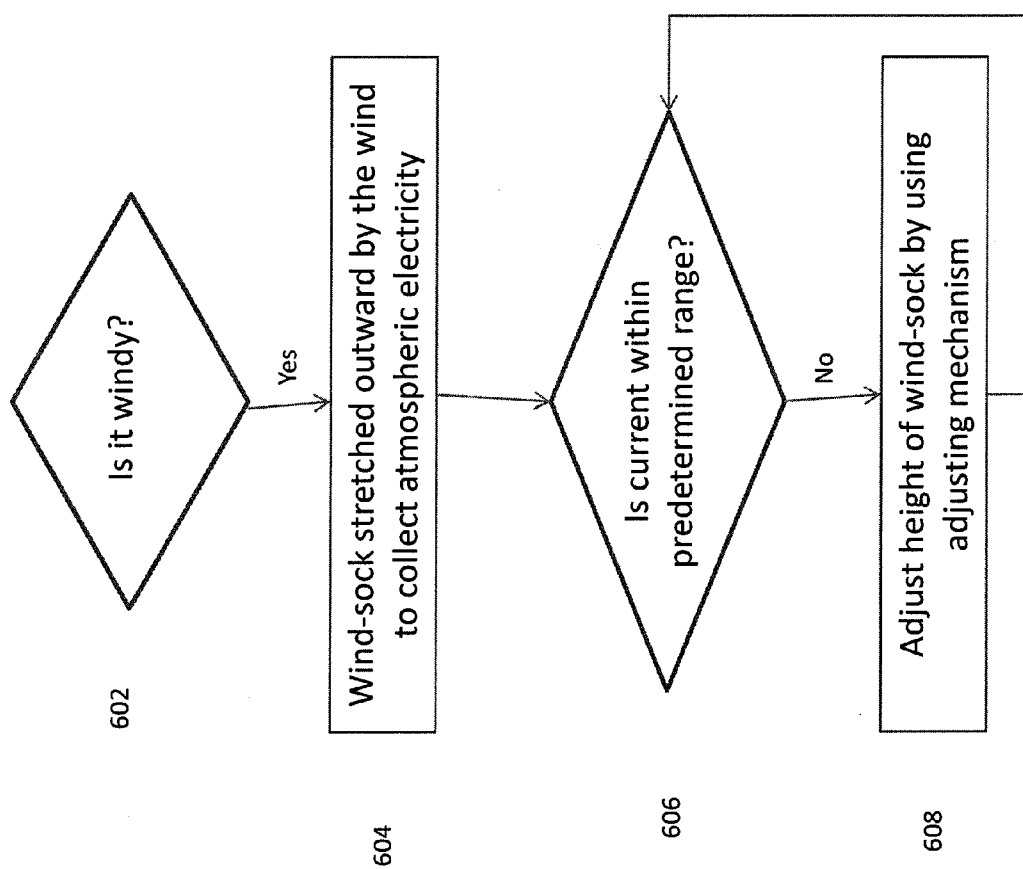 602
Is it windy?
Yes
604
Wind-sock stretched outward by the wind
to collect atmospheric electricity
606
Is current within
predetermined range?
No
608
Adjust height of wind-sock by using
adjusting mechanism